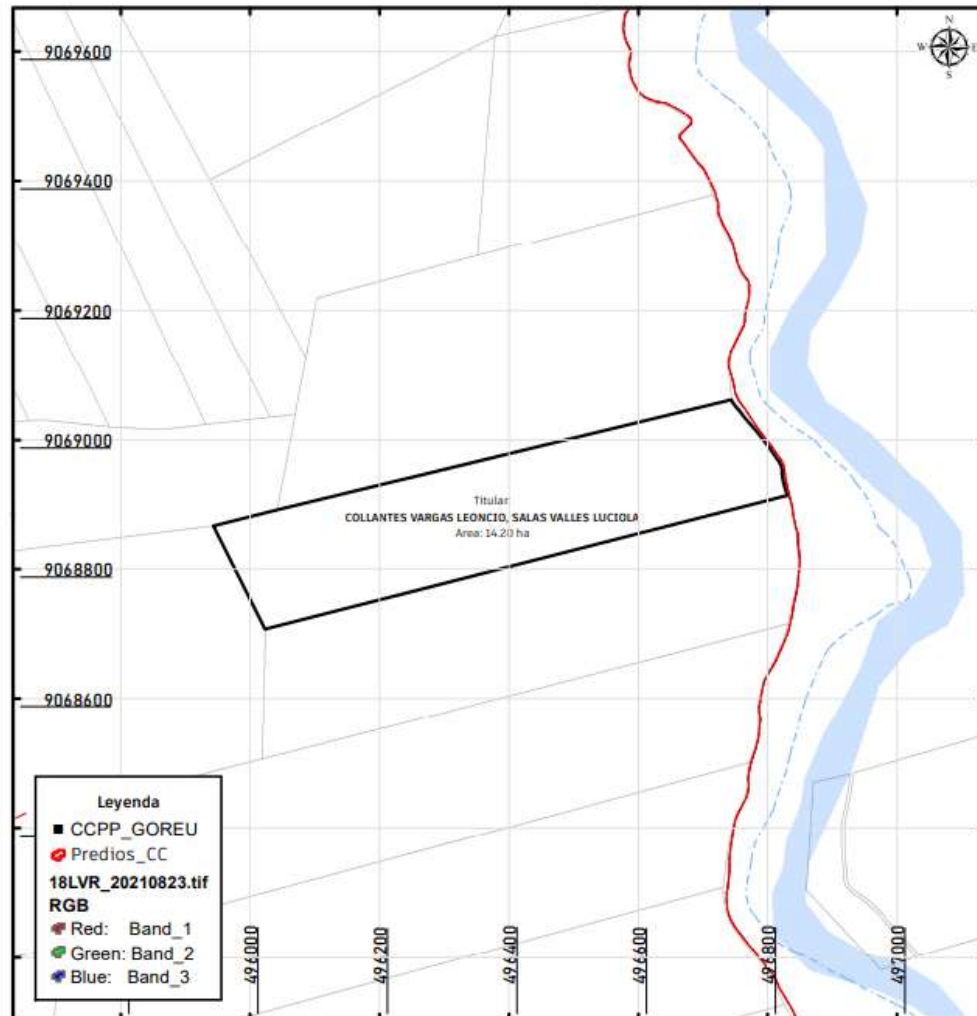 N
W E
S
9069600
9069400
9069200
9069000
Titular
COLLANTES VARGAS LEONCIO, SALAS VALLES LUCIOLA
Area: 14.20 ha
9068800
9068600
Leyenda
CCPP_GOREU
Predios_CC
18LVR_20210823.tif
RGB
Red: Band_1
Green: Band_2
Blue: Band_3
496000
496200
496400
496600
496800
497000